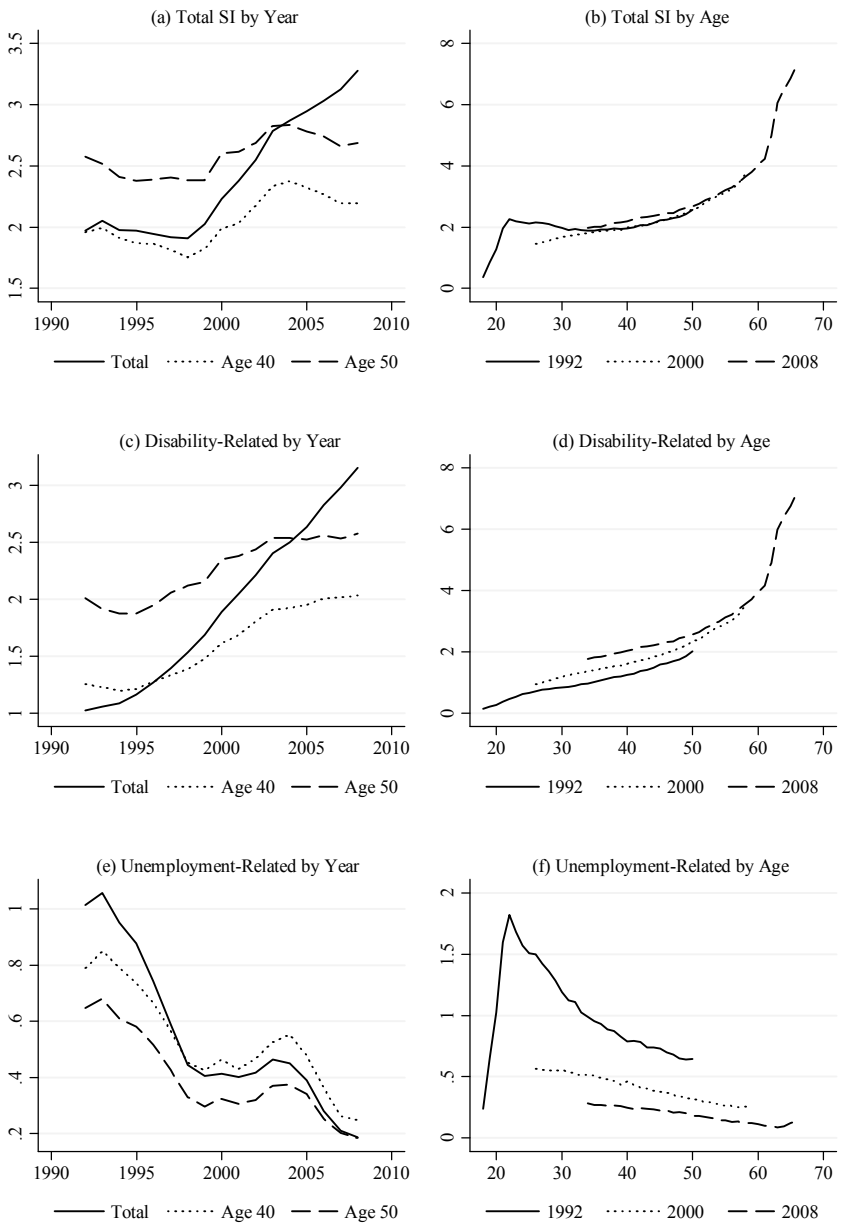 (a) Total SI by Year
3.5
3
2.5
2
1.5
1990 1995 2000 2005 2010
Total Age 40 Age 50
(b) Total SI by Age
8
6
4
2
0
20 30 40 50 60 70
1992 2000 2008
(c) Disability-Related by Year
3
2.5
2
1.5
1
1990 1995 2000 2005 2010
Total Age 40 Age 50
(d) Disability-Related by Age
8
6
4
2
0
20 30 40 50 60 70
1992 2000 2008
(e) Unemployment-Related by Year
1
.8
.6
.4
.2
1990 1995 2000 2005 2010
Total Age 40 Age 50
(f) Unemployment-Related by Age
2
1.5
1
.5
0
20 30 40 50 60 70
1992 2000 2008